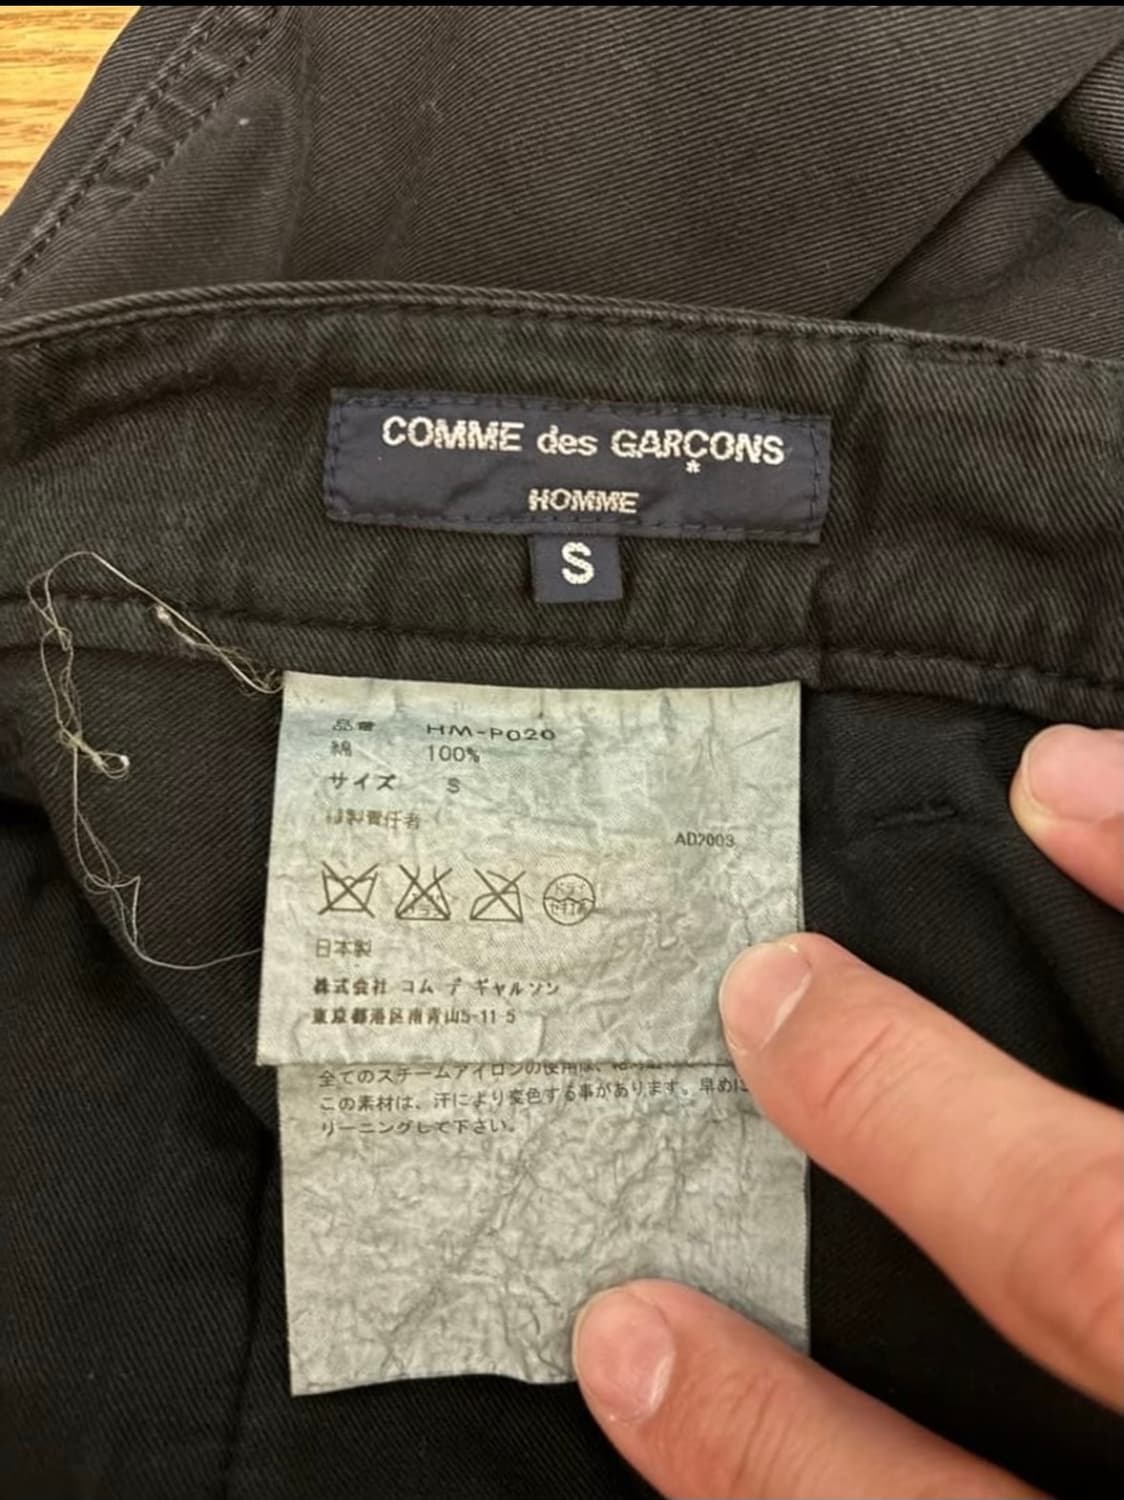 COMME des GARÇONS
*
HOMME
S
品番 HM-P020
綿 100%
サイズ S
縫製責任者
AD2003
日本製
株式会社 コム デ ギャルソン
東京都港区南青山5-11-5
全てのスチームアイロンの使用は、
この素材は、汗により変色する事があります。早めに
リーニングして下さい。